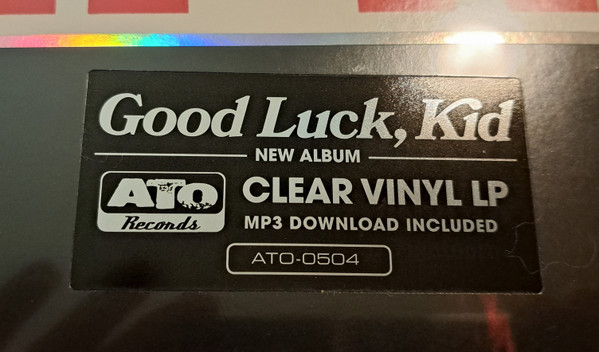 Good Luck, Kid
NEW ALBUM
ATO
Records
CLEAR VINYL LP
MP3 DOWNLOAD INCLUDED
ATO-0504